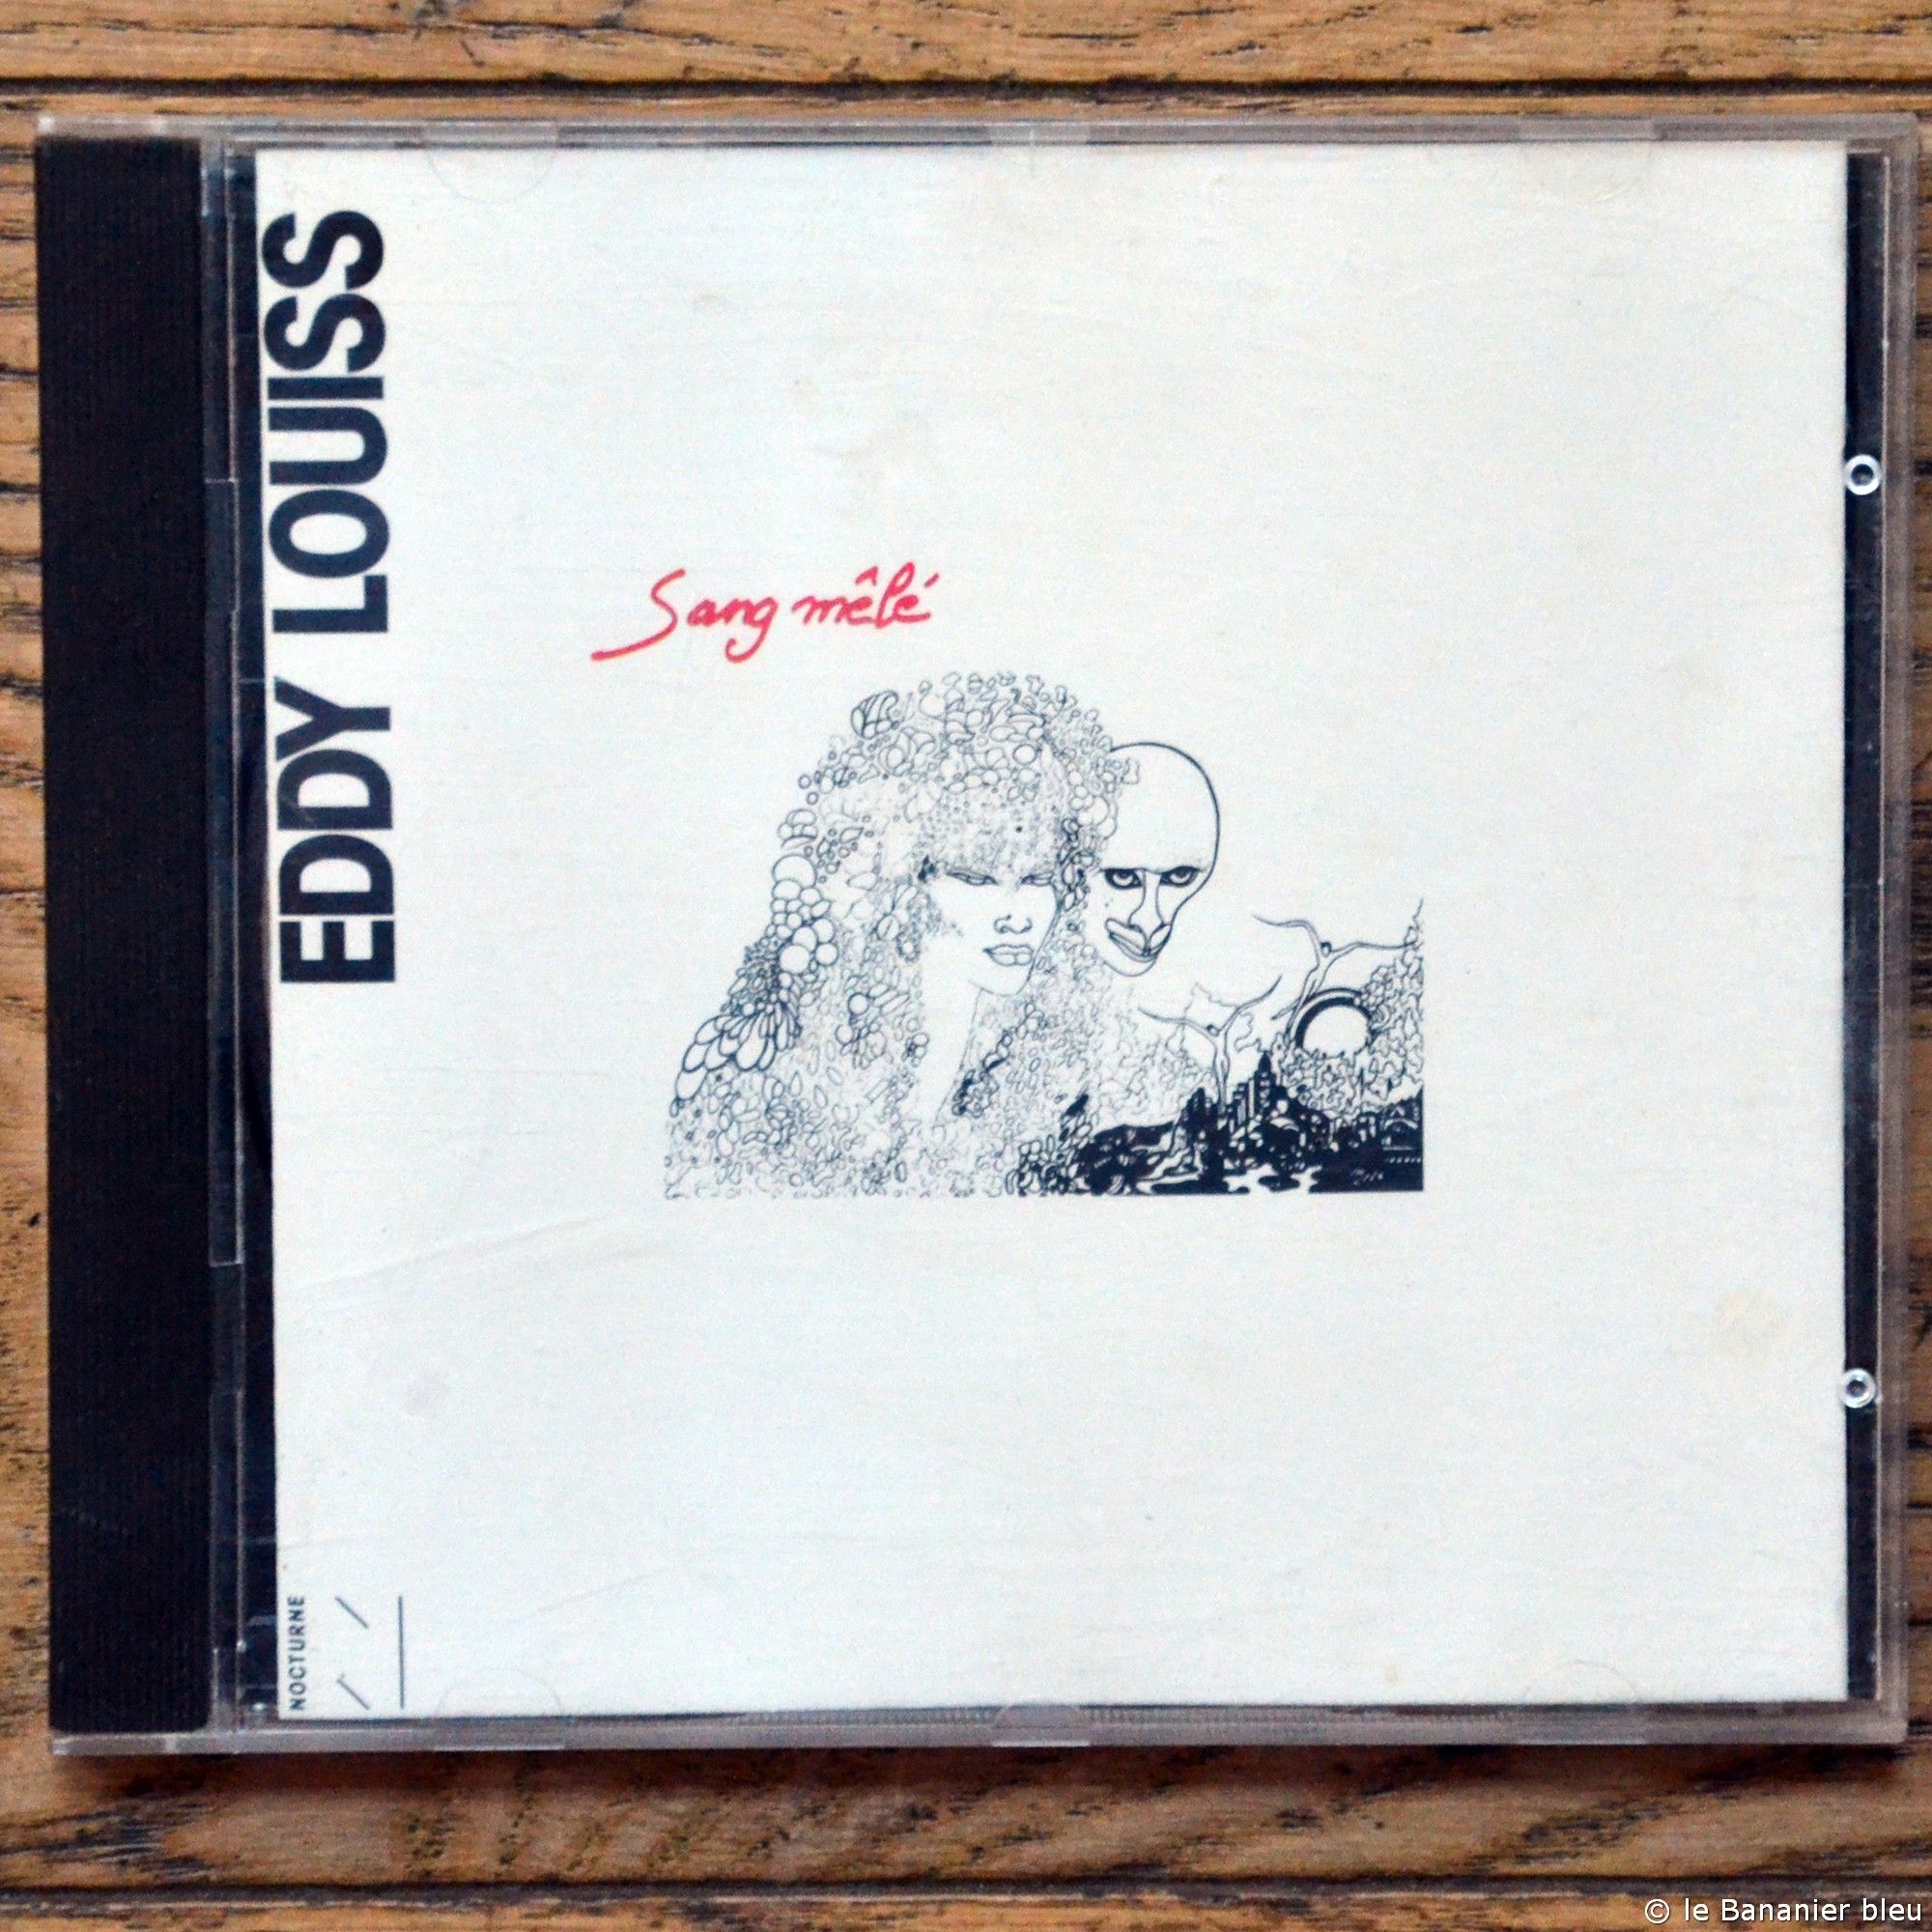 EDDY LOUISS
Sang mêlé
NOCTURNE
© le Bananier bleu